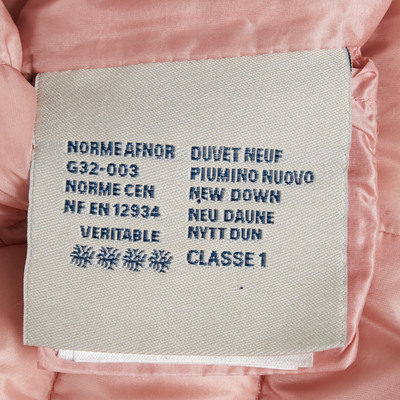 NORME AFNOR
G32-003
NORME CEN
NF EN 12934
VERITABLE
DUVET NEUF
PIUMINO NUOVO
NEW DOWN
NEU DAUNE
NYTT DUN
CLASSE 1